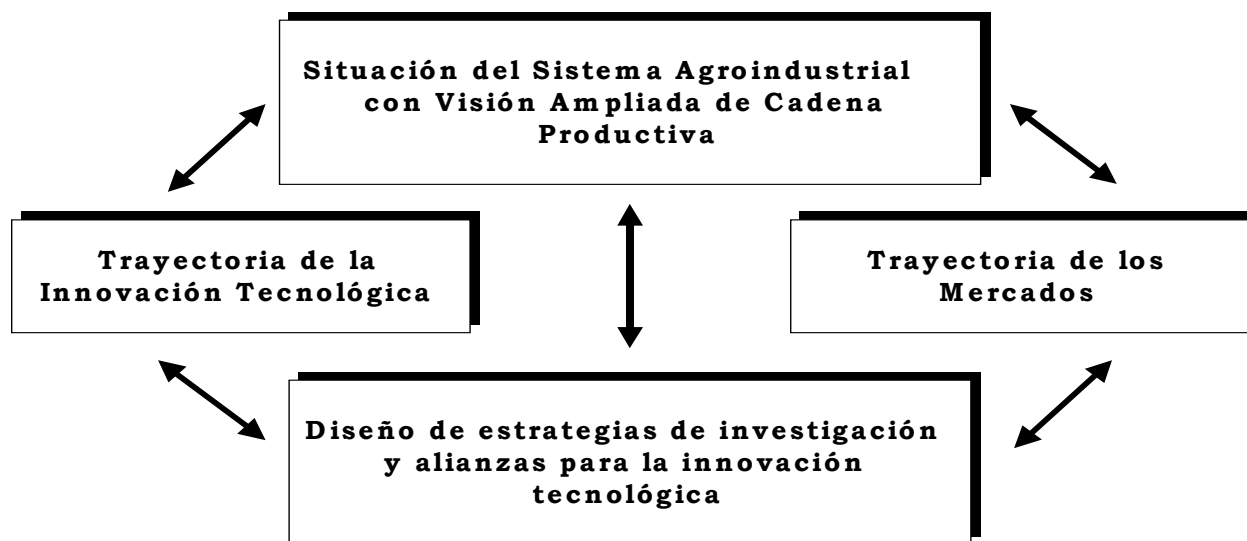 Situación del Sistema Agroindustrial
con Visión Ampliada de Cadena
Productiva
Trayectoria de la
Innovación Tecnológica
Trayectoria de los
Mercados
Diseño de estrategias de investigación
y alianzas para la innovación
tecnológica